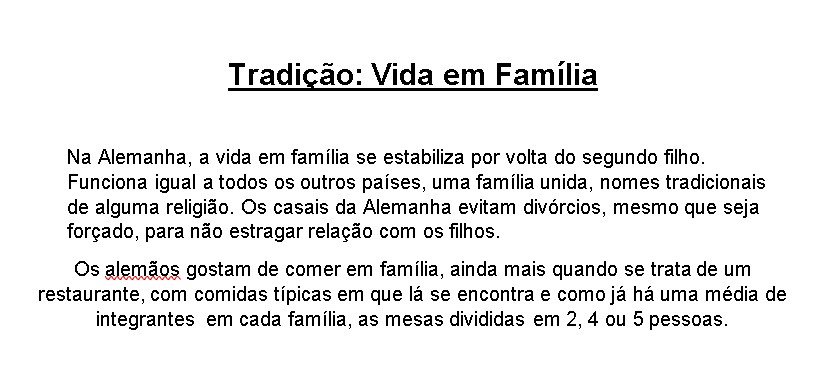 Tradição: Vida em Família
Na Alemanha, a vida em família se estabiliza por volta do segundo filho.
Funciona igual a todos os outros países, uma família unida, nomes tradicionais
de alguma religião. Os casais da Alemanha evitam divórcios, mesmo que seja
forçado, para não estragar relação com os filhos.
Os alemãos gostam de comer em família, ainda mais quando se trata de um
restaurante, com comidas típicas em que lá se encontra e como já há uma média de
integrantes em cada família, as mesas divididas em 2, 4 ou 5 pessoas.